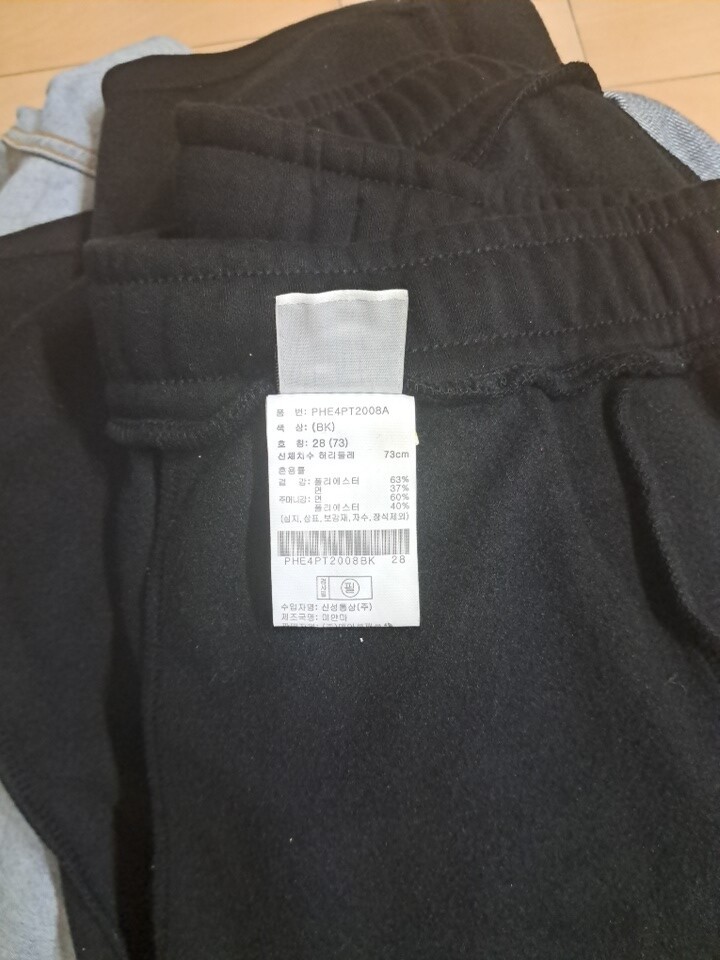 품 번: PHE4PT2008A
색 상: (BK)
호 칭: 28 (73)
신체치수 허리둘레 73cm
혼용률
겉 감: 폴리에스터 63%
면 37%
주머니감: 면 60%
폴리에스터 40%
(심지, 상표, 보강재, 자수, 장식제외)
PHE4PT2008BK 28
필
수입자명: 신성통상(주)
제조국명: 미얀마